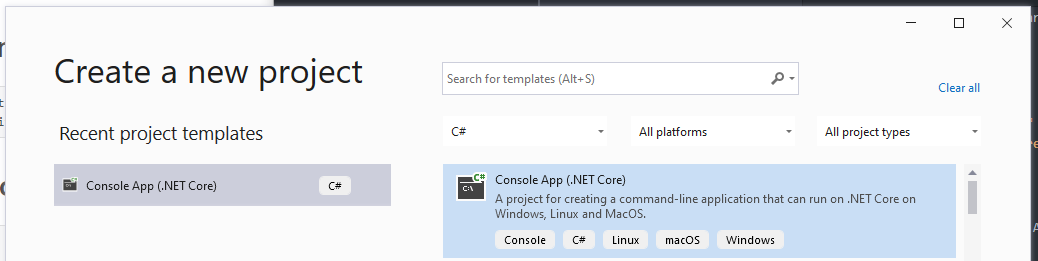 Create a new project
Search for templates (Alt+S)
Clear all
Recent project templates
C#
All platforms
All project types
Console App (.NET Core)
C#
Console App (.NET Core)
A project for creating a command-line application that can run on .NET Core on
Windows, Linux and MacOS.
Console
C#
Linux
macOS
Windows